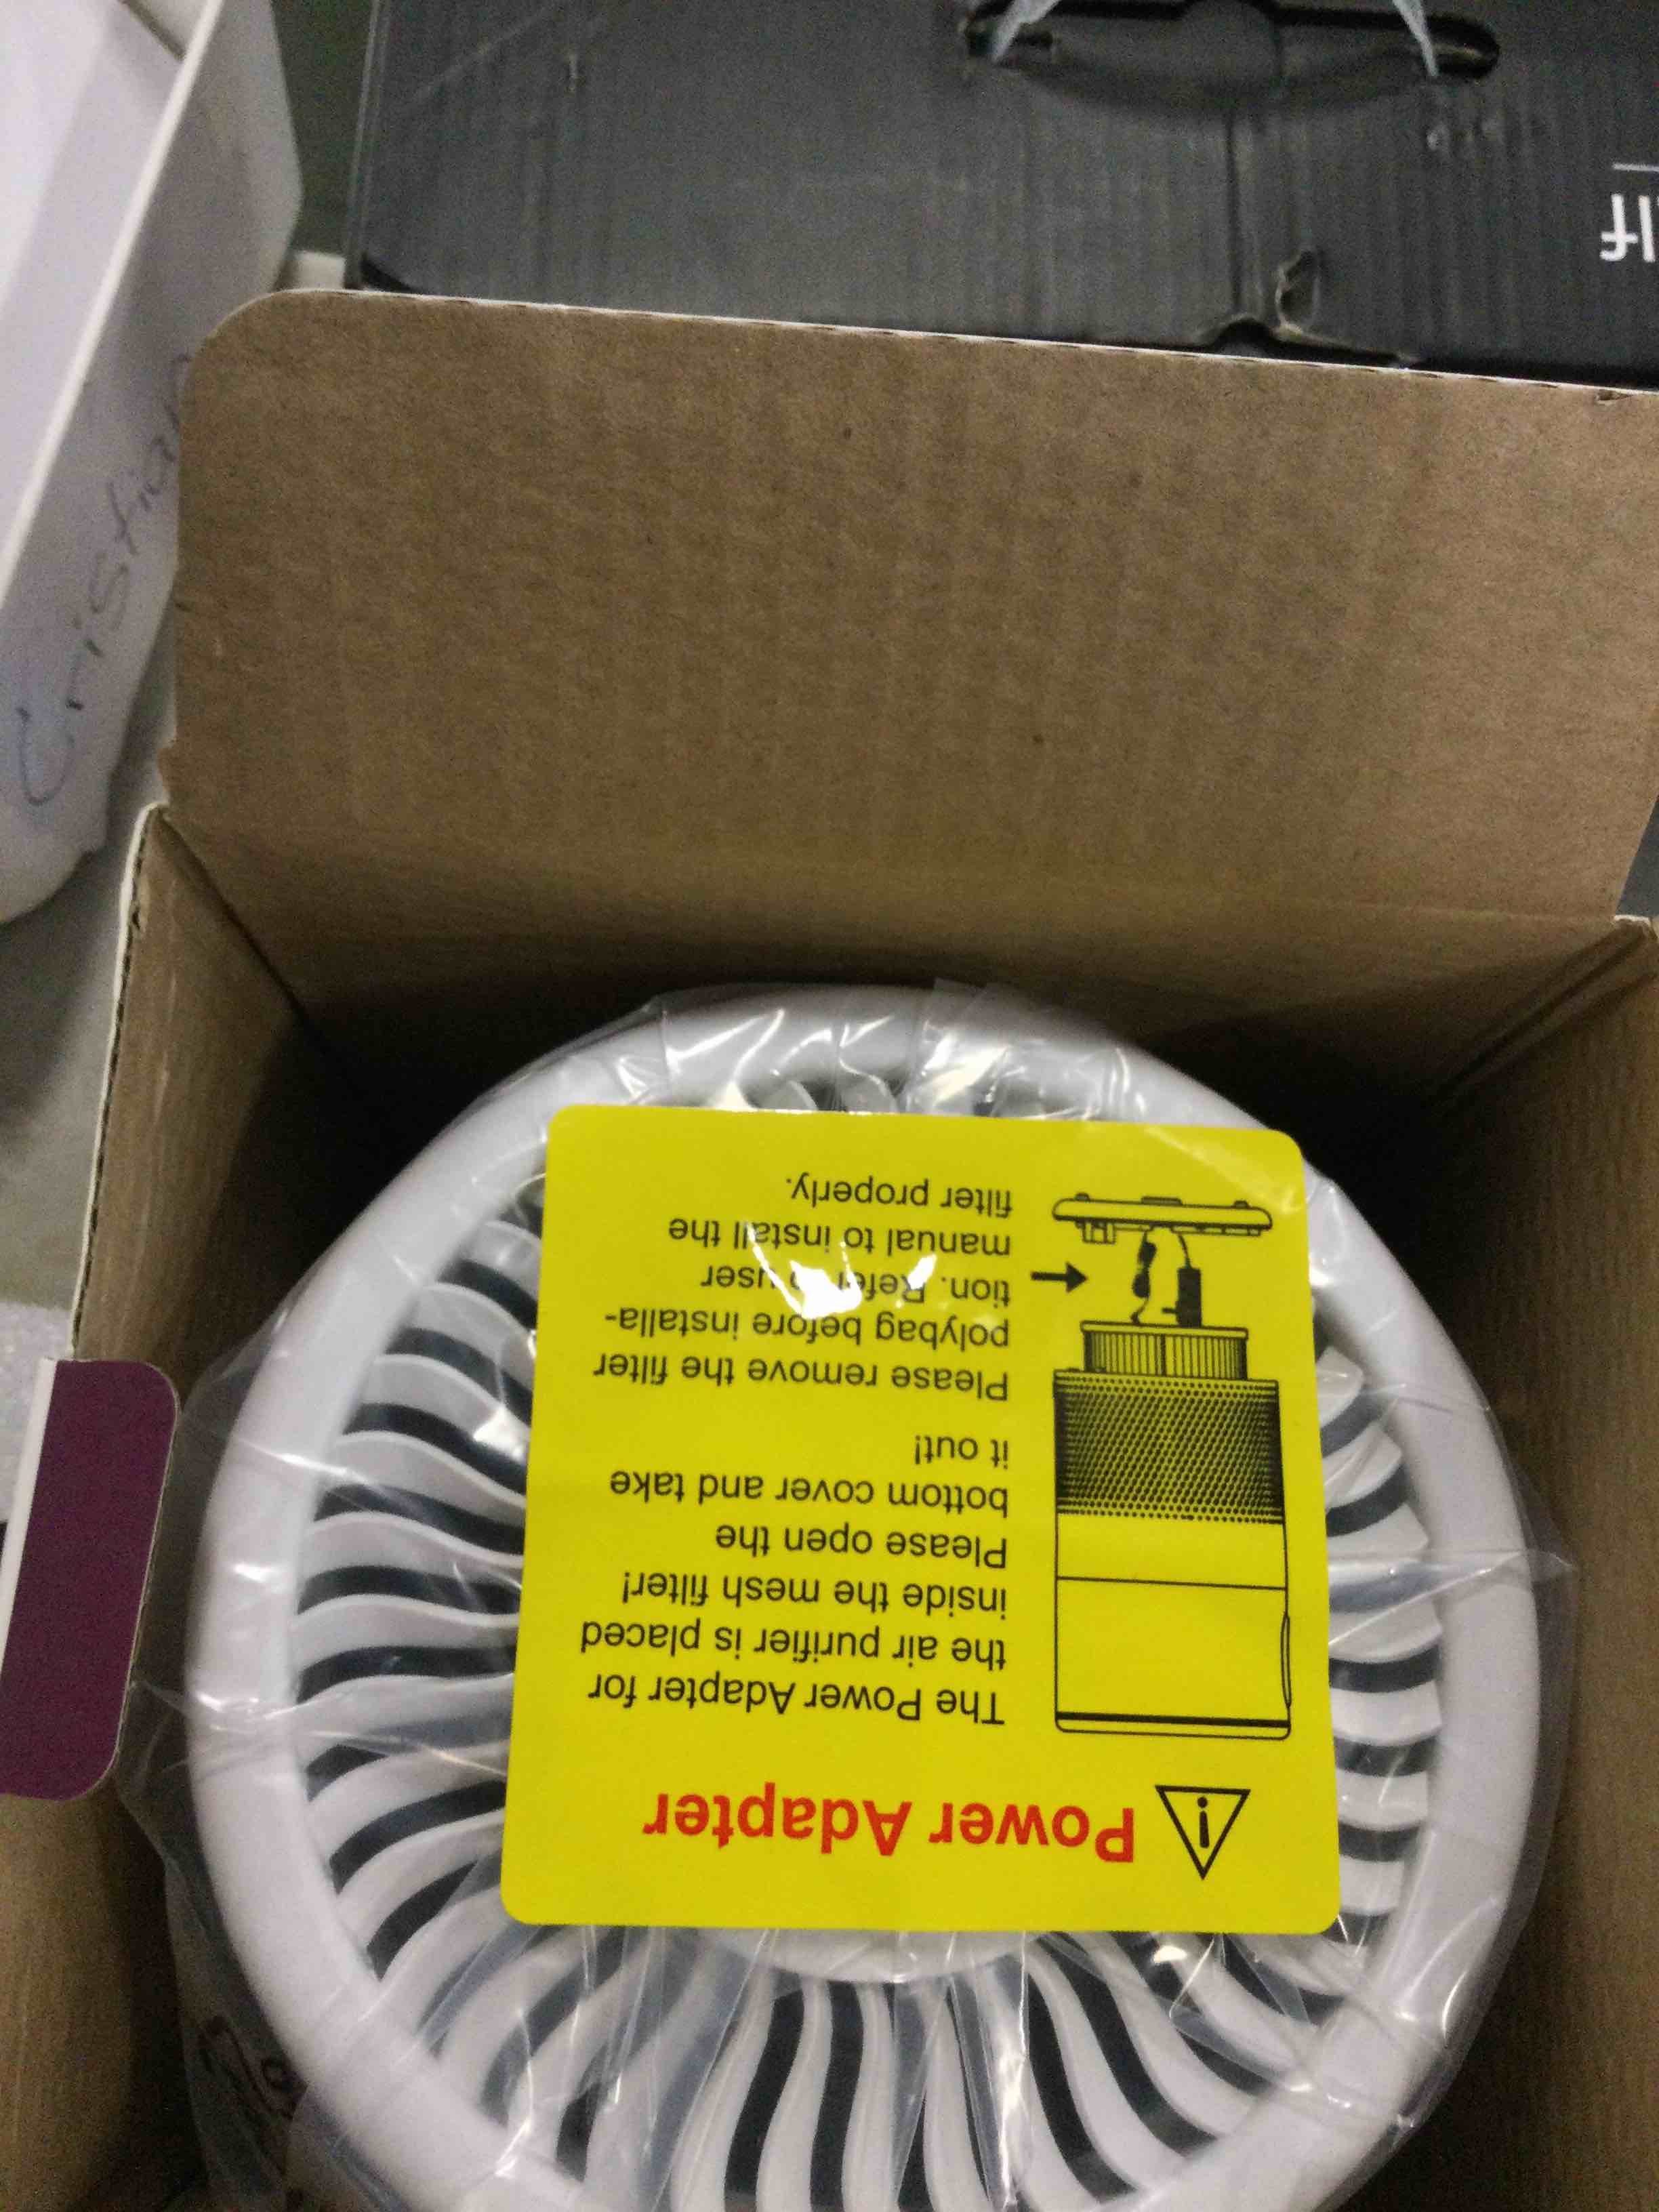 Power Adapter
The Power Adapter for
the air purifier is placed
inside the mesh filter!
Please open the
bottom cover and take
it out!
Please remove the filter
polybag before installa-
tion. Refer to user
manual to install the
filter properly.
Cristian
lf